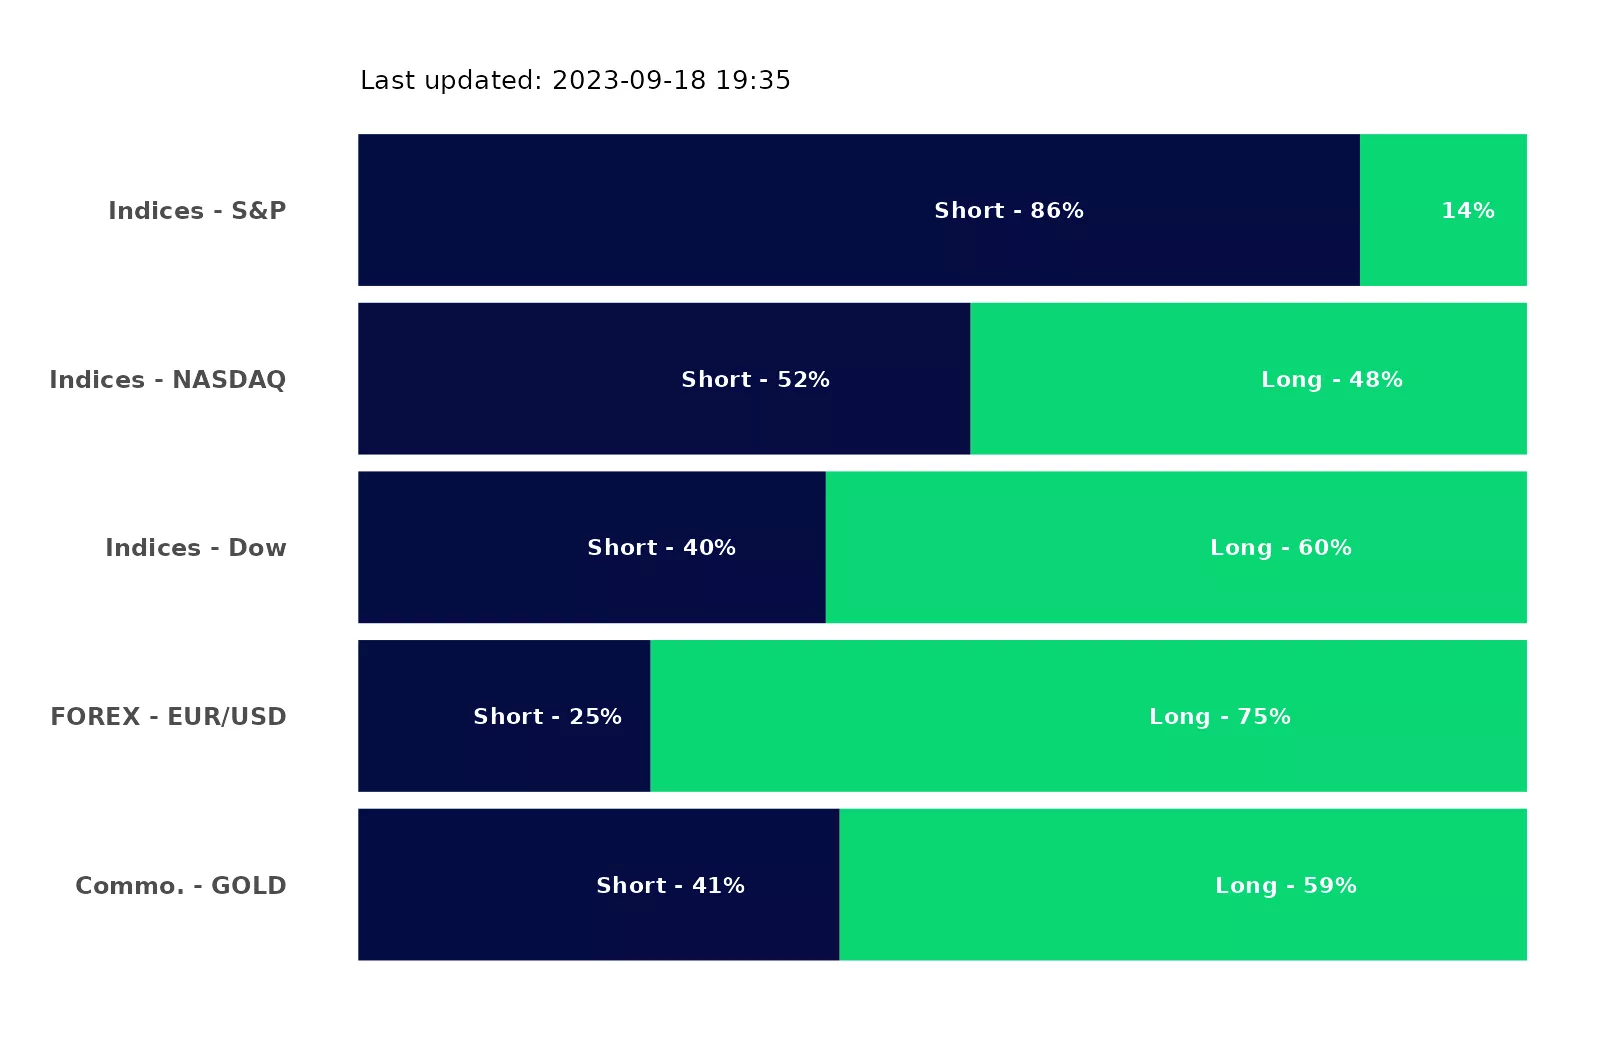 Last updated: 2023-09-18 19:35
Indices - S&P Short - 86% 14%
Indices - NASDAQ Short - 52% Long - 48%
Indices - Dow Short - 40% Long - 60%
FOREX - EUR/USD Short - 25% Long - 75%
Commo. - GOLD Short - 41% Long - 59%